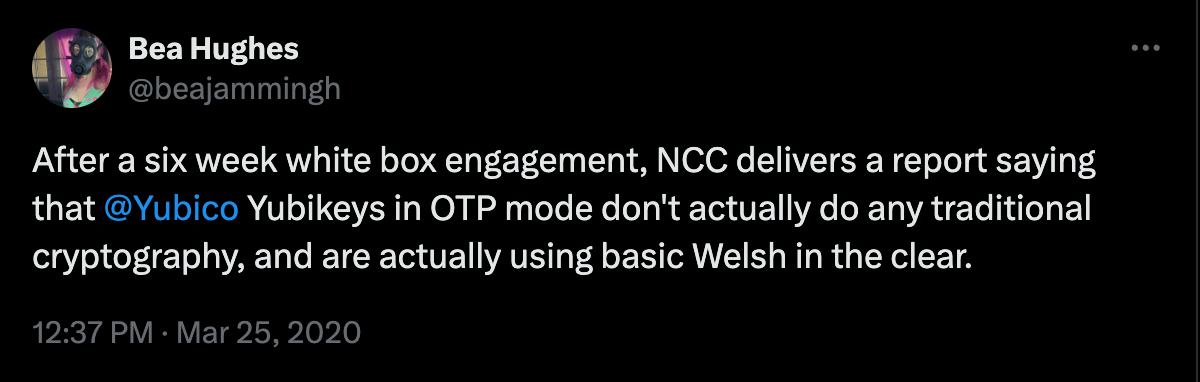 Bea Hughes
@beajammingh
After a six week white box engagement, NCC delivers a report saying
that @Yubico Yubikeys in OTP mode don't actually do any traditional
cryptography, and are actually using basic Welsh in the clear.
12:37 PM · Mar 25, 2020